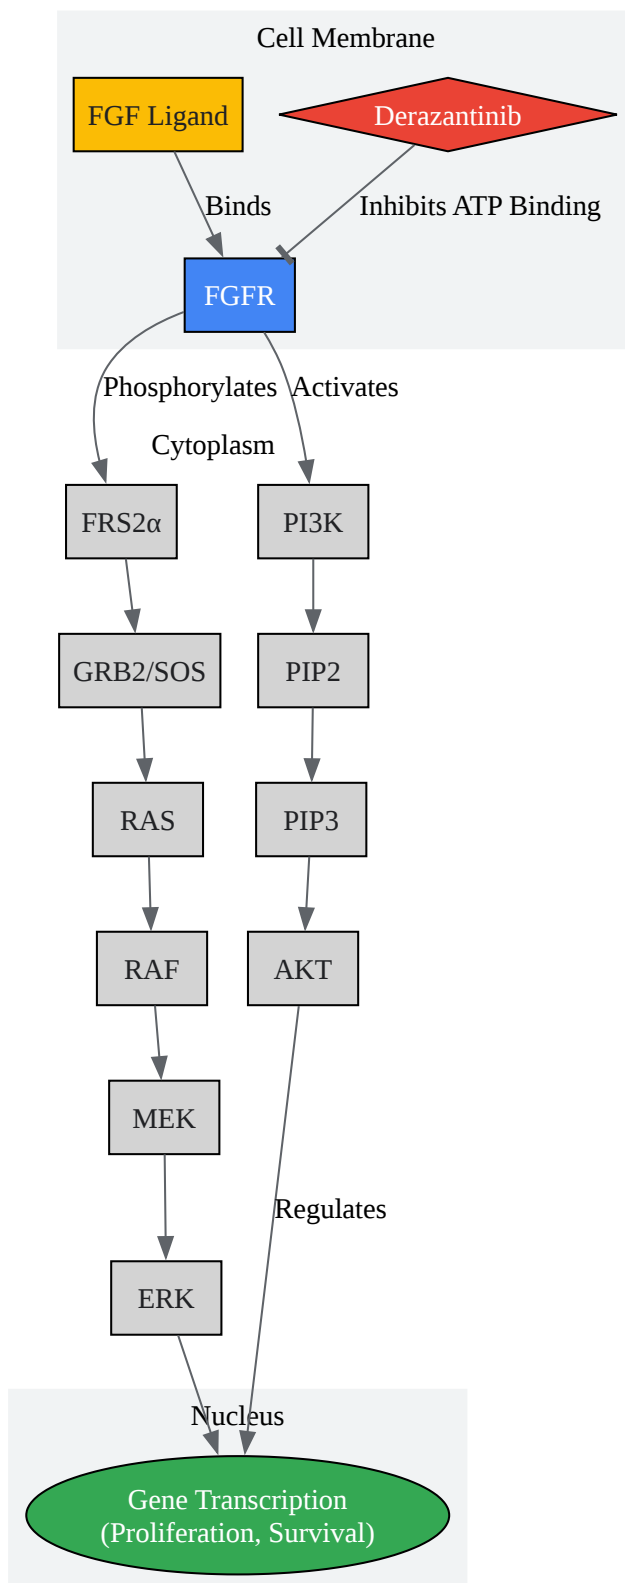 Cell Membrane
FGF Ligand
Derazantinib
Binds
Inhibits ATP Binding
FGFR
Phosphorylates
Activates
Cytoplasm
FRS2α
PI3K
GRB2/SOS
PIP2
RAS
PIP3
RAF
AKT
MEK
Regulates
ERK
Nucleus
Gene Transcription
(Proliferation, Survival)